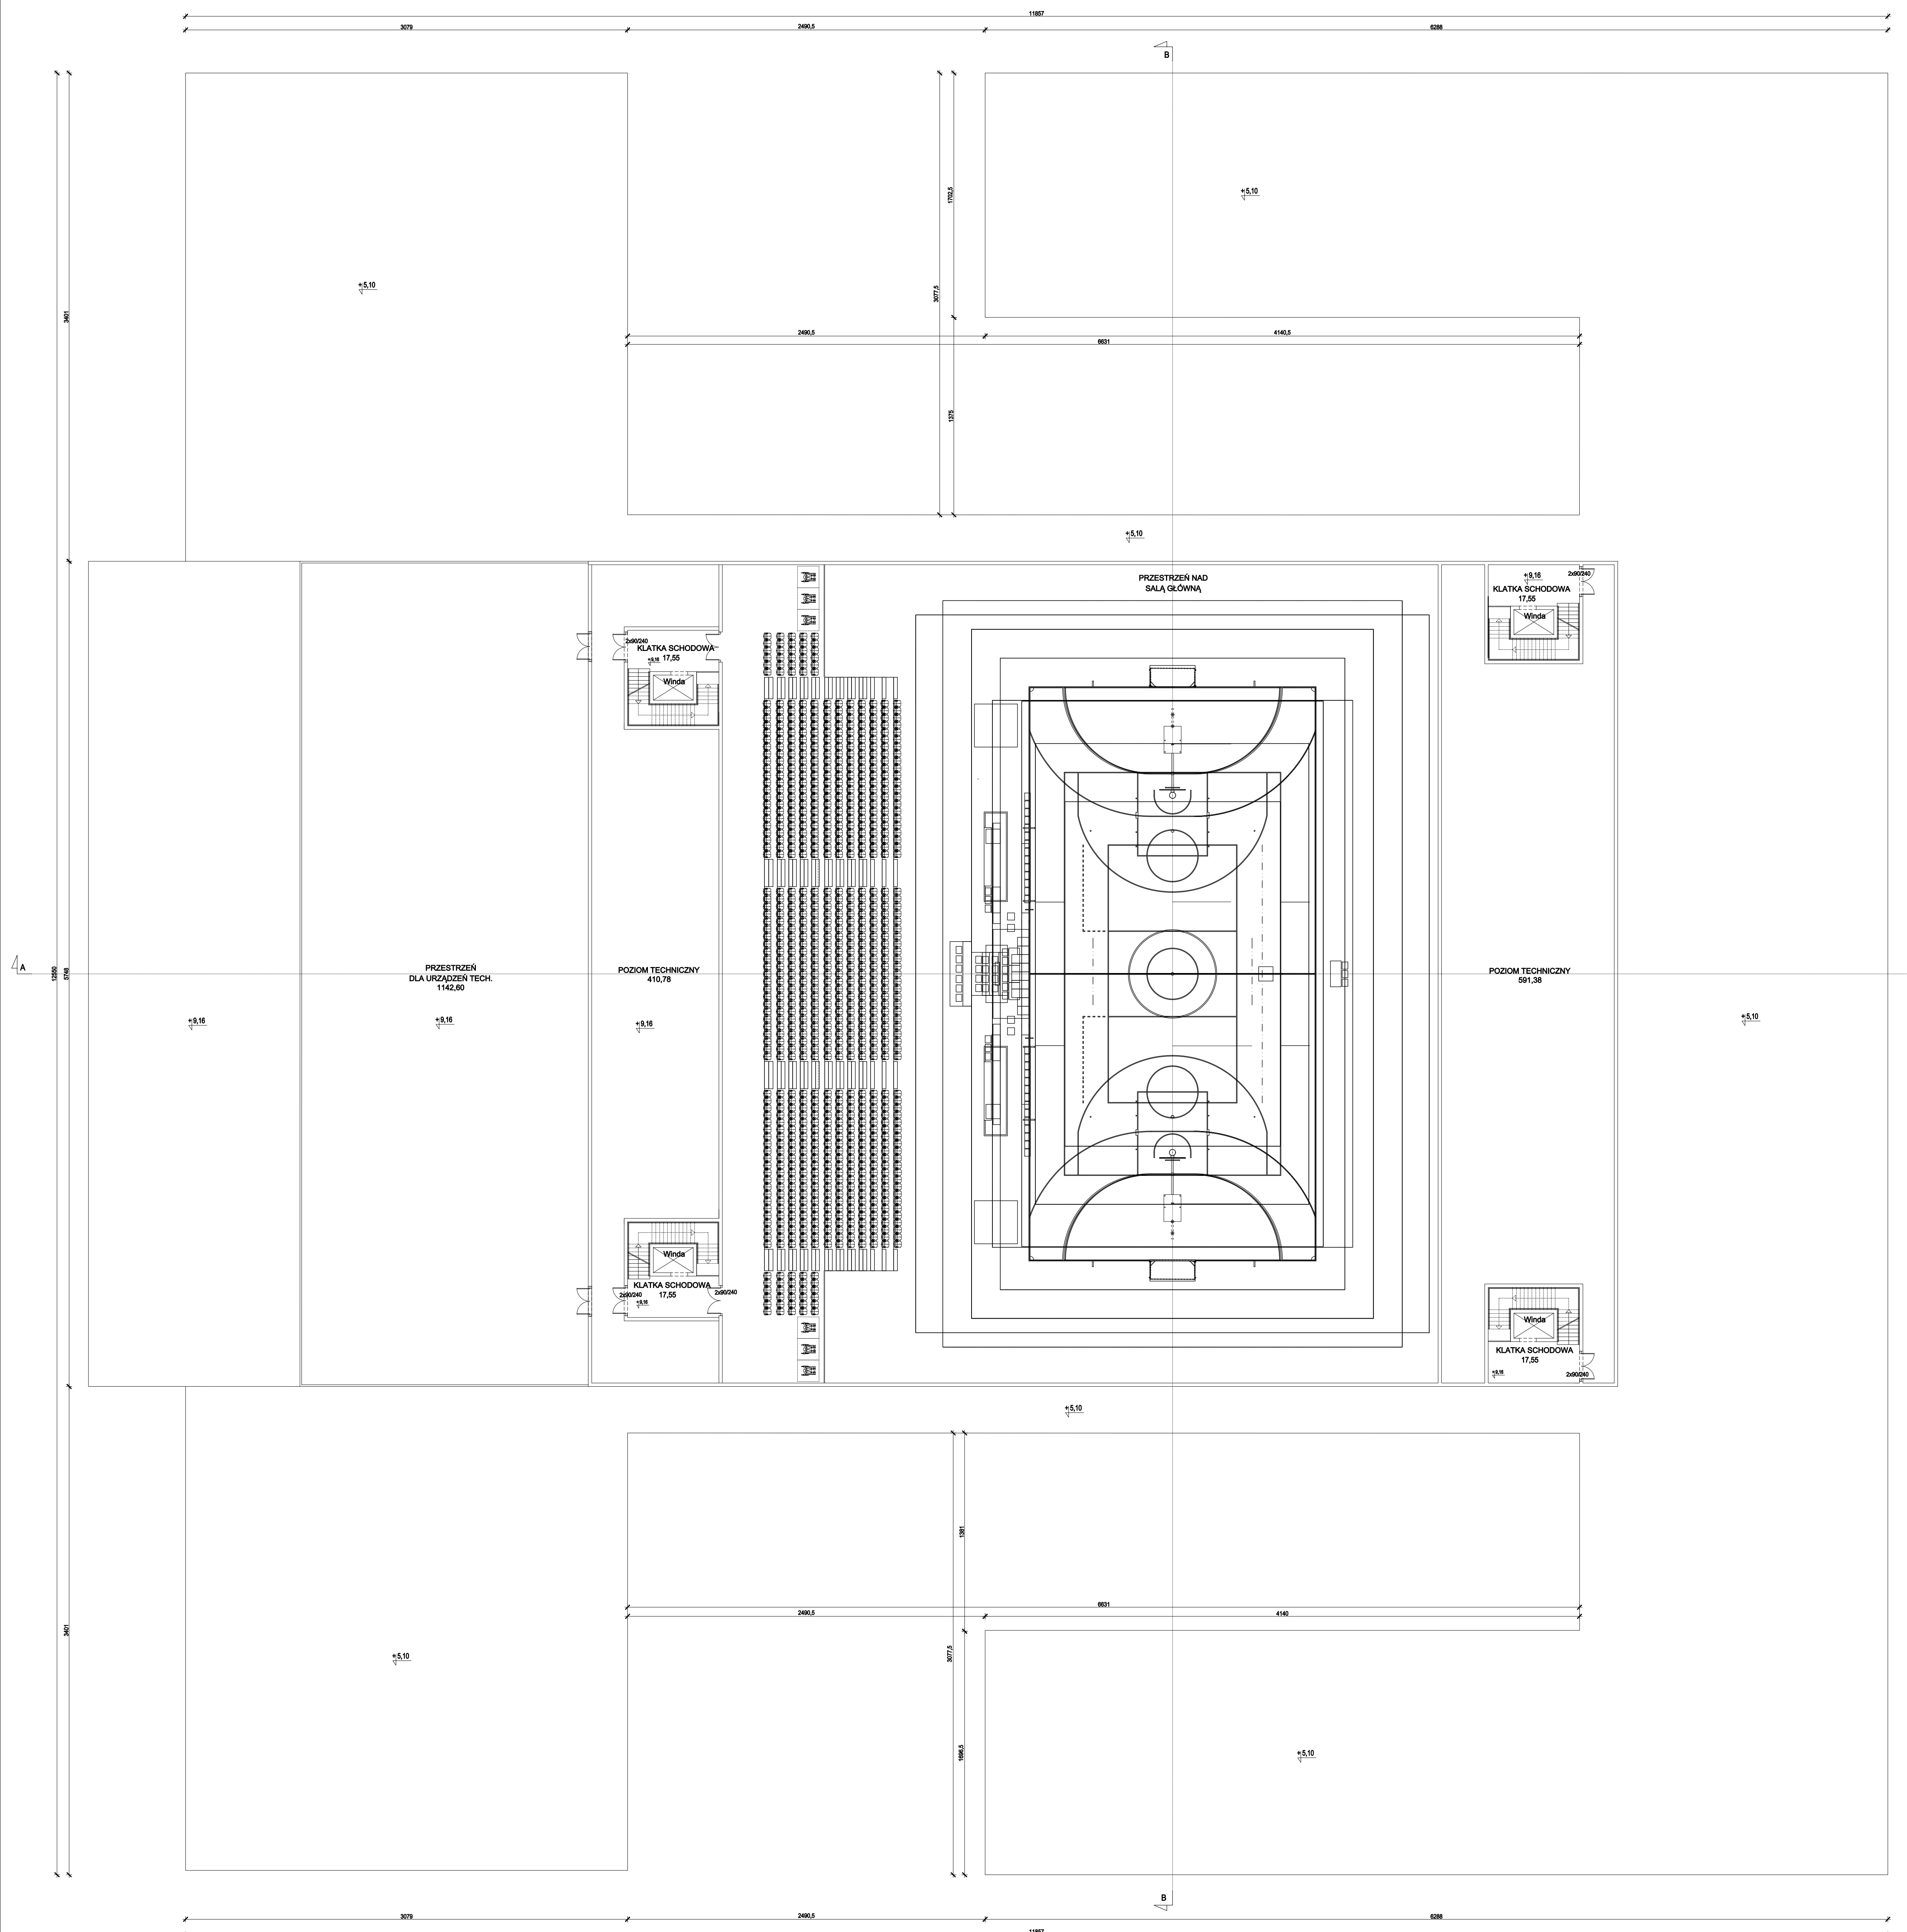 11857
3079
2490,5
6288
B
1702,5
+5,10
3077,5
+5,10
3401
2490,5
4140,5
6631
1375
+5,10
PRZESTRZEŃ NAD
SALĄ GŁÓWNĄ
+9,16
2x90/240
KLATKA SCHODOWA
17,55
Winda
2x90/240
KLATKA SCHODOWA
17,55
+9,16
Winda
A
12550
5748
PRZESTRZEŃ
DLA URZĄDZEŃ TECH.
1142,60
POZIOM TECHNICZNY
410,78
POZIOM TECHNICZNY
591,38
+9,16
+9,16
+9,16
+5,10
Winda
KLATKA SCHODOWA
17,55
2x90/240
2x90/240
+9,16
Winda
KLATKA SCHODOWA
17,55
+9,16
2x90/240
+5,10
1381
6631
2490,5
4140
3401
3077,5
+5,10
1696,5
+5,10
B
3079
2490,5
6288
11857